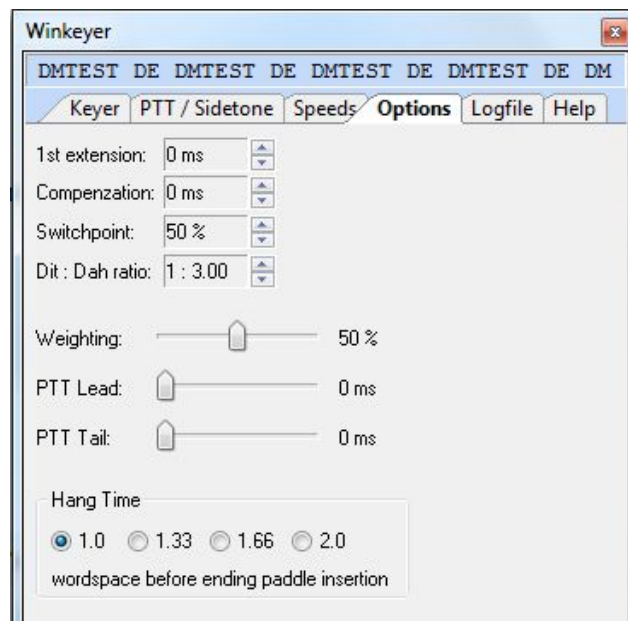 Winkeyer
DMTEST DE DMTEST DE DMTEST DE DMTEST DE DM
Keyer PTT / Sidetone Speeds Options Logfile Help
1st extension: 0 ms
Compenzation: 0 ms
Switchpoint: 50 %
Dit : Dah ratio: 1 : 3.00
Weighting: 50 %
PTT Lead: 0 ms
PTT Tail: 0 ms
Hang Time
1.0 1.33 1.66 2.0
wordspace before ending paddle insertion